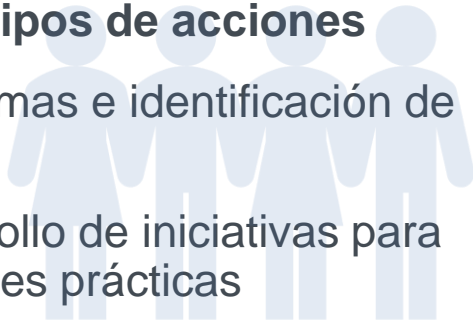 ipos de acciones
mas e identificación de
ollo de iniciativas para
es prácticas